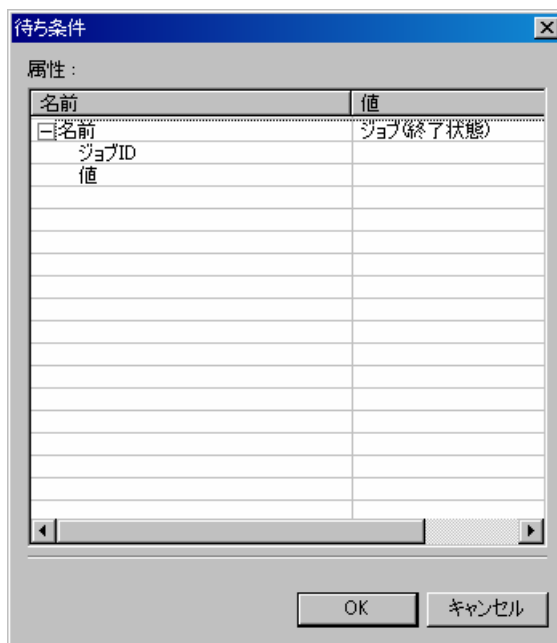 待ち条件
属性：
名前 値
名前 ジョブ(終了状態)
ジョブID
値
OK キャンセル